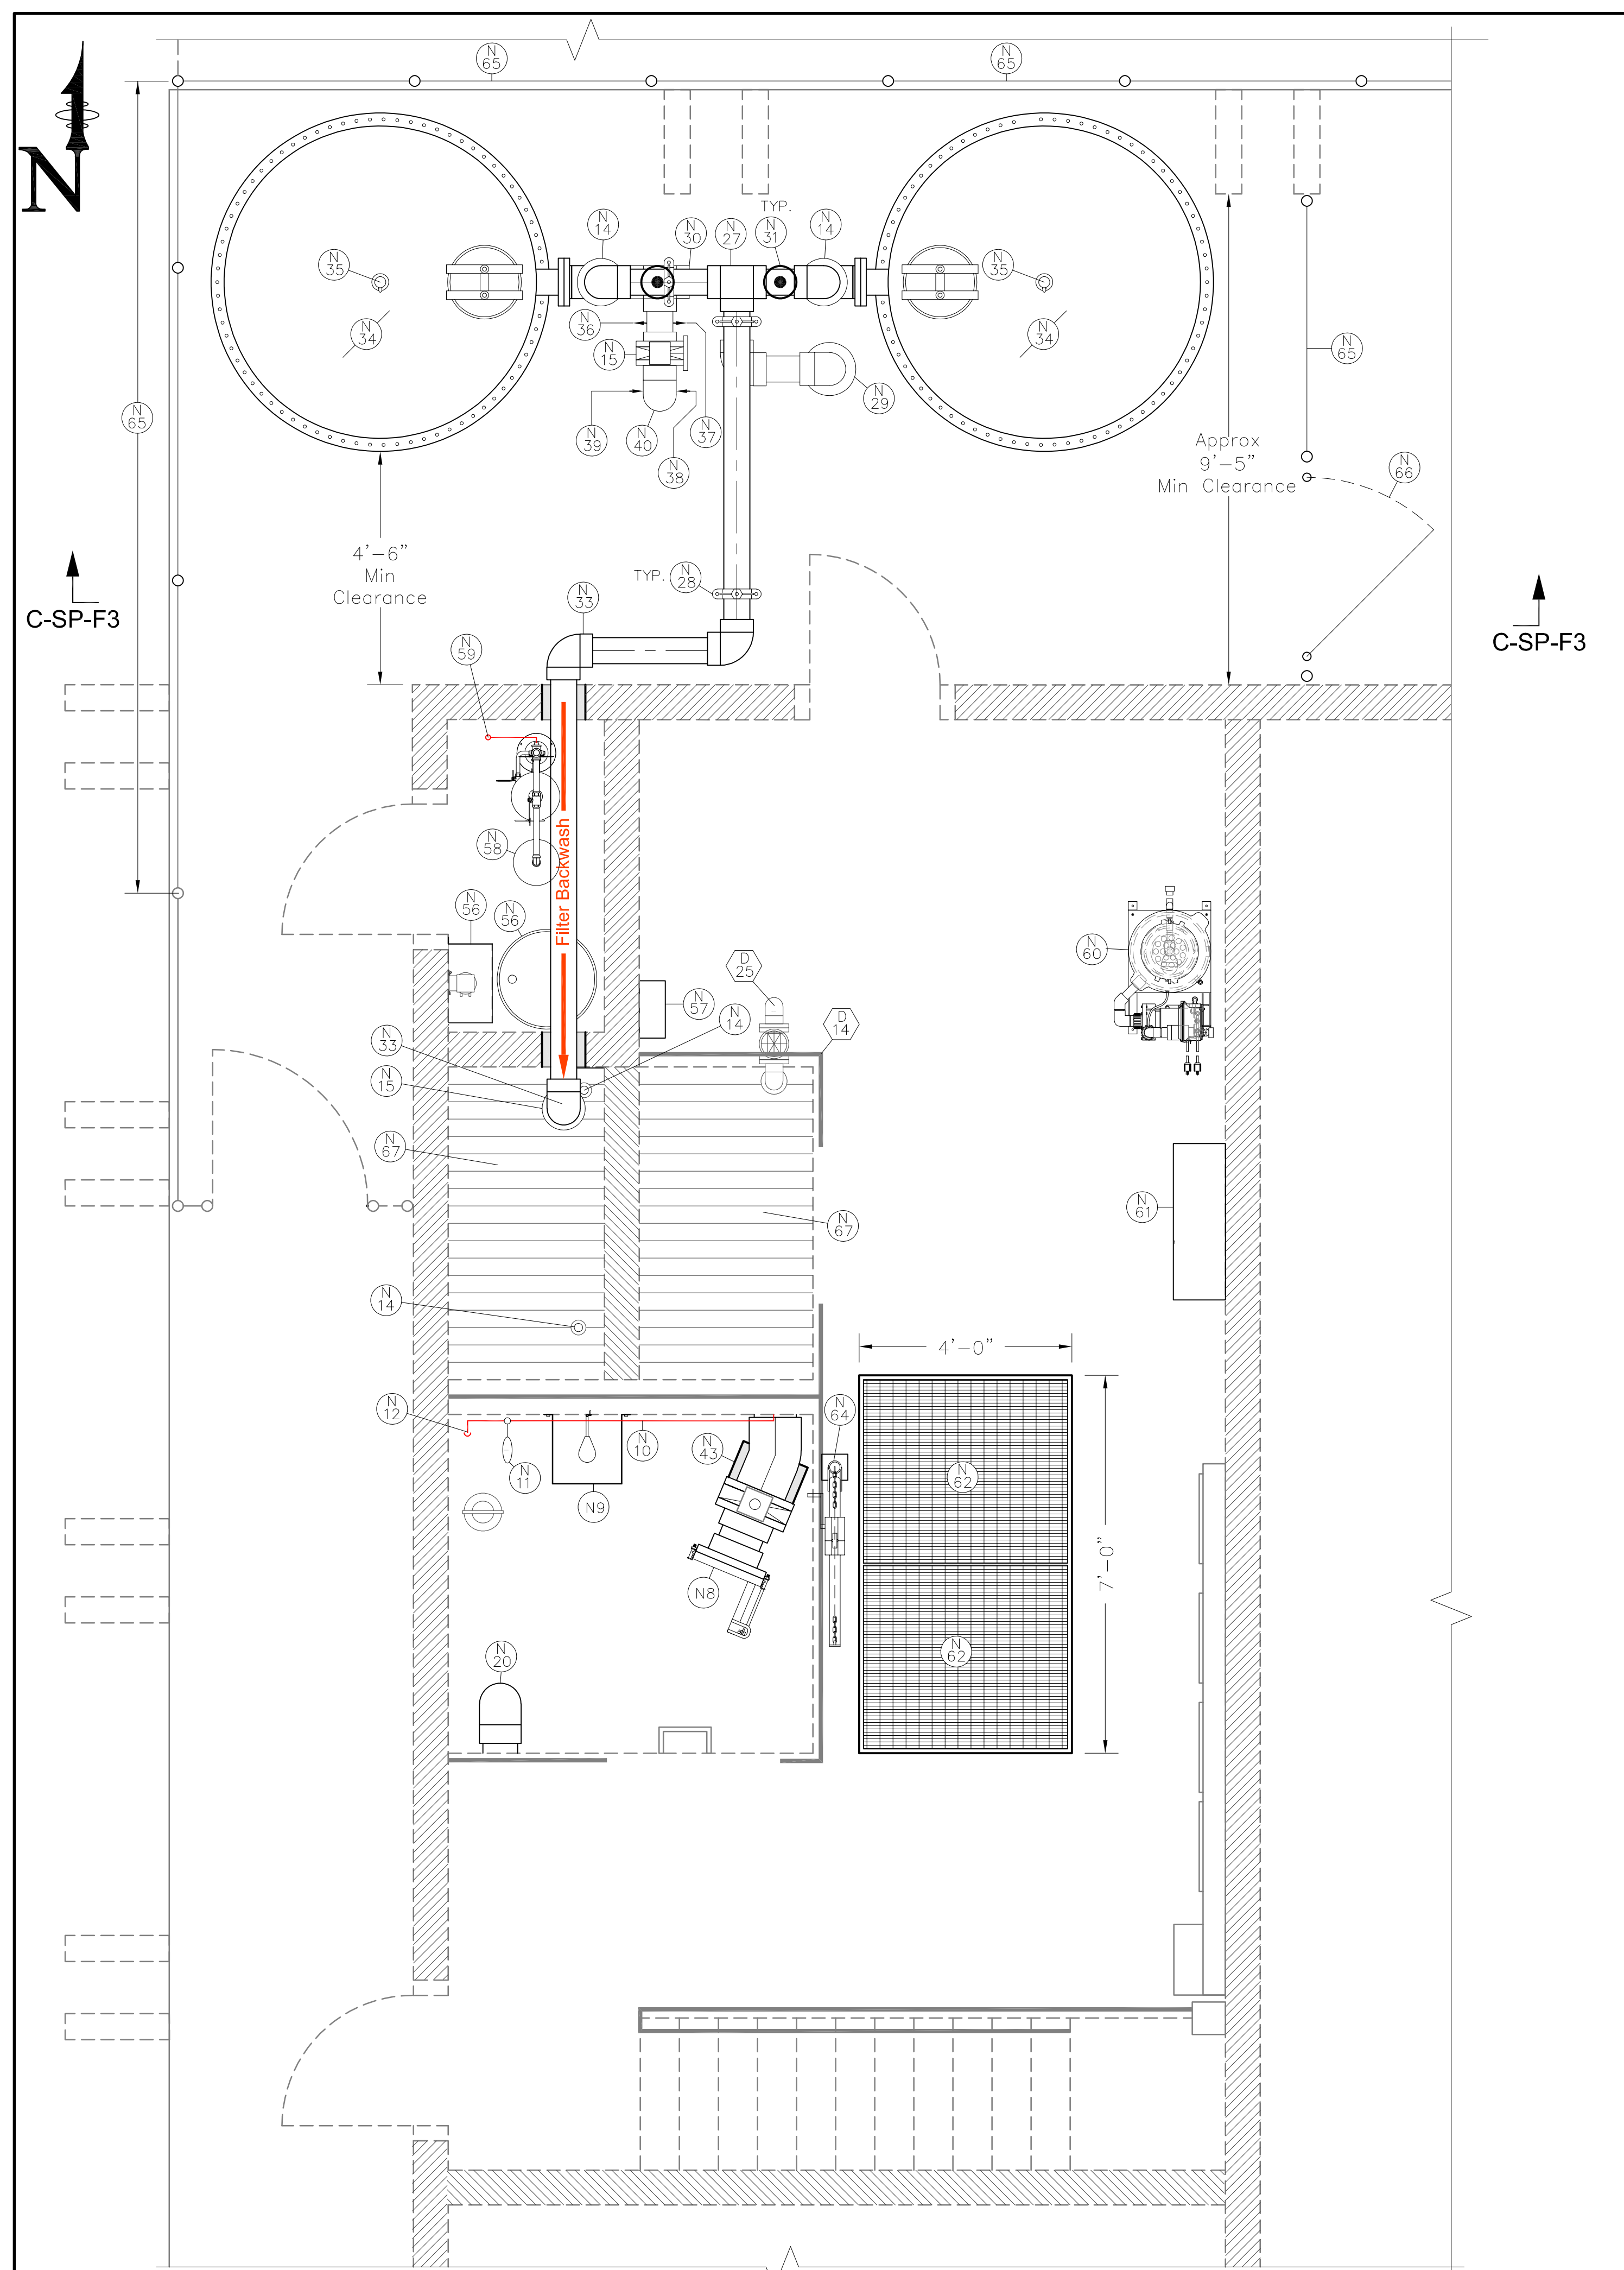 N
65
N
65
N
TYP.
N
14
N
30
N
27
N
31
N
14
N
35
N
35
N
34
N
36
N
15
N
34
N
65
N
65
N
29
N
39
N
40
N
37
N
38
Approx
9'-5"
Min Clearance
N
66
4'-6"
Min
Clearance
TYP.
N
28
C-SP-F3
C-SP-F3
N
33
N
59
N
58
Filter Backwash
N
56
N
56
N
60
D
25
N
57
N
14
D
14
N
33
N
15
N
67
N
67
N
61
N
14
4'-0"
N
12
N
64
N
10
N
43
N
11
N9
N
62
7'-0"
N8
N
62
N
20